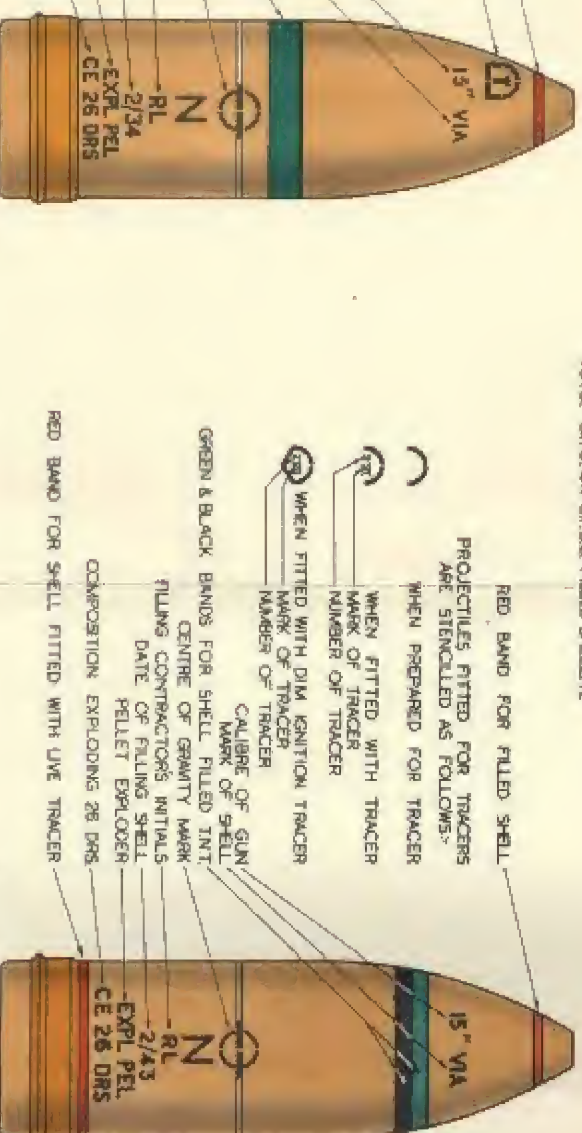 15" VIA
N
RL
2/34
EXPL PEL
CE 26 DRS
RED BAND FOR FILLED SHELL
PROJECTILES FITTED FOR TRACERS
ARE STENCILLED AS FOLLOWS:-
WHEN PREPARED FOR TRACER
WHEN FITTED WITH TRACER
MARK OF TRACER
NUMBER OF TRACER
WHEN FITTED WITH DIM IGNITION TRACER
MARK OF TRACER
NUMBER OF TRACER
CALIBRE OF GUN
MARK OF SHELL
GREEN & BLACK BANDS FOR SHELL FILLED T.N.T.
CENTRE OF GRAVITY MARK
FILLING CONTRACTOR'S INITIALS
DATE OF FILLING SHELL
PELLET EXPLODER
COMPOSITION EXPLODING 26 DRS.
RED BAND FOR SHELL FITTED WITH LIVE TRACER
15" VIA
N
RL
2/43
EXPL PEL
CE 26 DRS